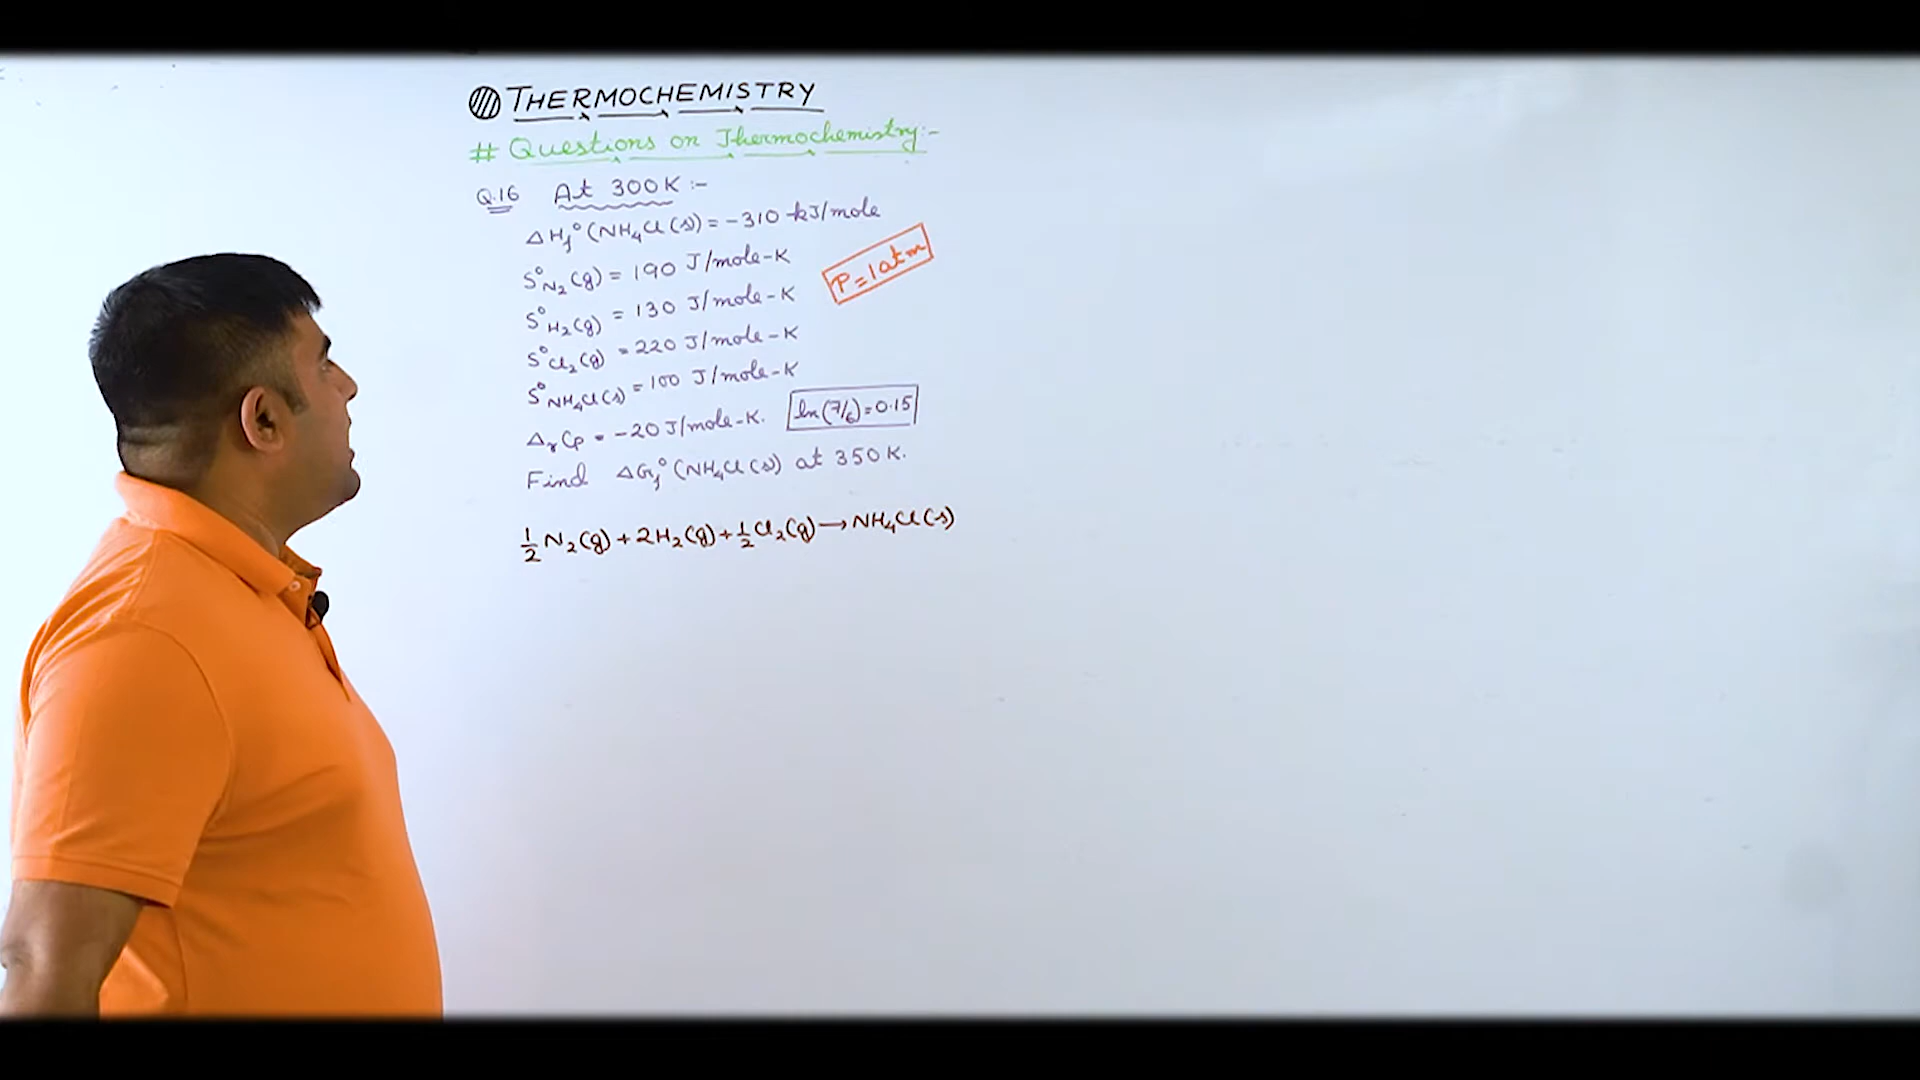 THERMOCHEMISTRY
# Questions on Thermochemistry:-
Q.16 At 300K :-
ΔHf°(NH4Cl(s)) = -310 kJ/mole
S°N2(g) = 190 J/mole-K
P=1atm
S°H2(g) = 130 J/mole-K
S°Cl2(g) = 220 J/mole-K
S°NH4Cl(s) = 100 J/mole-K
ΔrCp = -20 J/mole-K. ln(7/6)=0.15
Find ΔGf°(NH4Cl(s) at 350K.
1/2 N2(g) + 2H2(g) + 1/2 Cl2(g) → NH4Cl(s)